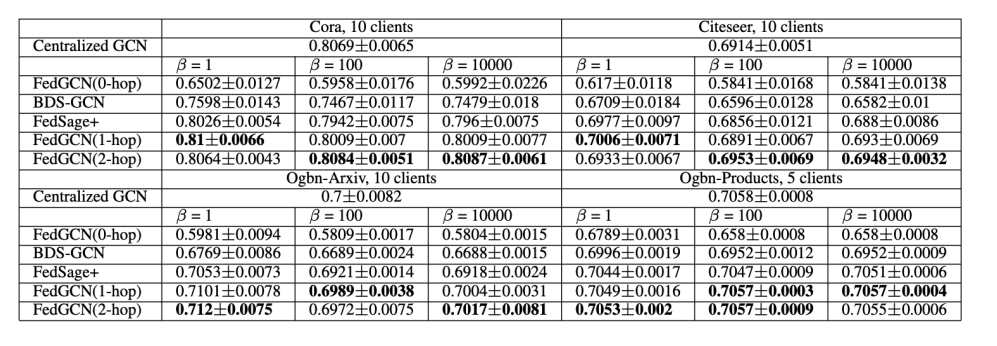 Cora, 10 clients Citeseer, 10 clients
Centralized GCN 0.8069±0.0065 0.6914±0.0051
β = 1 β = 100 β = 10000 β = 1 β = 100 β = 10000
FedGCN(0-hop) 0.6502±0.0127 0.5958±0.0176 0.5992±0.0226 0.617±0.0118 0.5841±0.0168 0.5841±0.0138
BDS-GCN 0.7598±0.0143 0.7467±0.0117 0.7479±0.018 0.6709±0.0184 0.6596±0.0128 0.6582±0.01
FedSage+ 0.8026±0.0054 0.7942±0.0075 0.796±0.0075 0.6977±0.0097 0.6856±0.0121 0.688±0.0086
FedGCN(1-hop) 0.81±0.0066 0.8009±0.007 0.8009±0.0077 0.7006±0.0071 0.6891±0.0067 0.693±0.0069
FedGCN(2-hop) 0.8064±0.0043 0.8084±0.0051 0.8087±0.0061 0.6933±0.0067 0.6953±0.0069 0.6948±0.0032
Ogbn-Arxiv, 10 clients Ogbn-Products, 5 clients
Centralized GCN 0.7±0.0082 0.7058±0.0008
β = 1 β = 100 β = 10000 β = 1 β = 100 β = 10000
FedGCN(0-hop) 0.5981±0.0094 0.5809±0.0017 0.5804±0.0015 0.6789±0.0031 0.658±0.0008 0.658±0.0008
BDS-GCN 0.6769±0.0086 0.6689±0.0024 0.6688±0.0015 0.6996±0.0019 0.6952±0.0012 0.6952±0.0009
FedSage+ 0.7053±0.0073 0.6921±0.0014 0.6918±0.0024 0.7044±0.0017 0.7047±0.0009 0.7051±0.0006
FedGCN(1-hop) 0.7101±0.0078 0.6989±0.0038 0.7004±0.0031 0.7049±0.0016 0.7057±0.0003 0.7057±0.0004
FedGCN(2-hop) 0.712±0.0075 0.6972±0.0075 0.7017±0.0081 0.7053±0.002 0.7057±0.0009 0.7055±0.0006